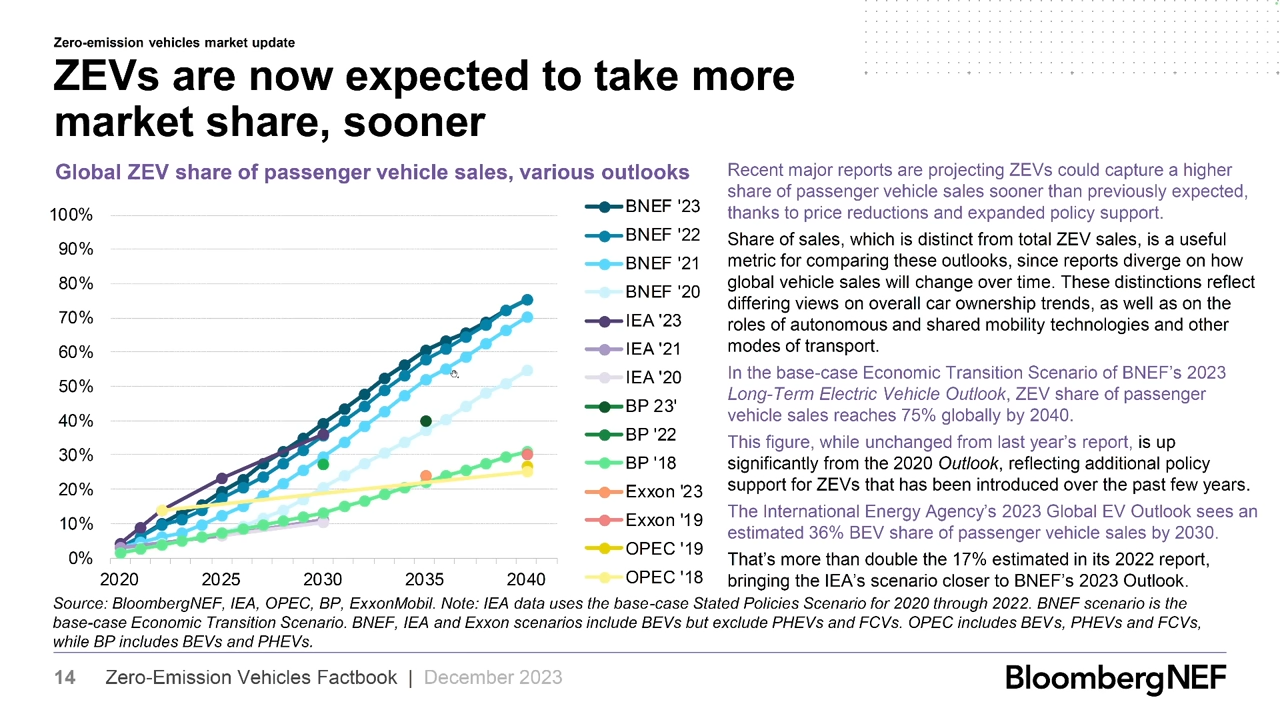 Zero-emission vehicles market update
ZEVs are now expected to take more
market share, sooner
Global ZEV share of passenger vehicle sales, various outlooks
100%
90%
80%
70%
60%
50%
40%
30%
20%
10%
0%
2020
2025
2030
2035
2040
BNEF '23
BNEF '22
BNEF '21
BNEF '20
IEA '23
IEA '21
IEA '20
BP 23'
BP '22
BP '18
Exxon '23
Exxon '19
OPEC '19
OPEC '18
Recent major reports are projecting ZEVs could capture a higher
share of passenger vehicle sales sooner than previously expected,
thanks to price reductions and expanded policy support.
Share of sales, which is distinct from total ZEV sales, is a useful
metric for comparing these outlooks, since reports diverge on how
global vehicle sales will change over time. These distinctions reflect
differing views on overall car ownership trends, as well as on the
roles of autonomous and shared mobility technologies and other
modes of transport.
In the base-case Economic Transition Scenario of BNEF's 2023
Long-Term Electric Vehicle Outlook, ZEV share of passenger
vehicle sales reaches 75% globally by 2040.
This figure, while unchanged from last year's report, is up
significantly from the 2020 Outlook, reflecting additional policy
support for ZEVs that has been introduced over the past few years.
The International Energy Agency's 2023 Global EV Outlook sees an
estimated 36% BEV share of passenger vehicle sales by 2030.
That's more than double the 17% estimated in its 2022 report,
bringing the IEA's scenario closer to BNEF's 2023 Outlook.
Source: BloombergNEF, IEA, OPEC, BP, ExxonMobil. Note: IEA data uses the base-case Stated Policies Scenario for 2020 through 2022. BNEF scenario is the
base-case Economic Transition Scenario. BNEF, IEA and Exxon scenarios include BEVs but exclude PHEVs and FCVs. OPEC includes BEVs, PHEVs and FCVs,
while BP includes BEVs and PHEVs.
14 Zero-Emission Vehicles Factbook | December 2023
BloombergNEF